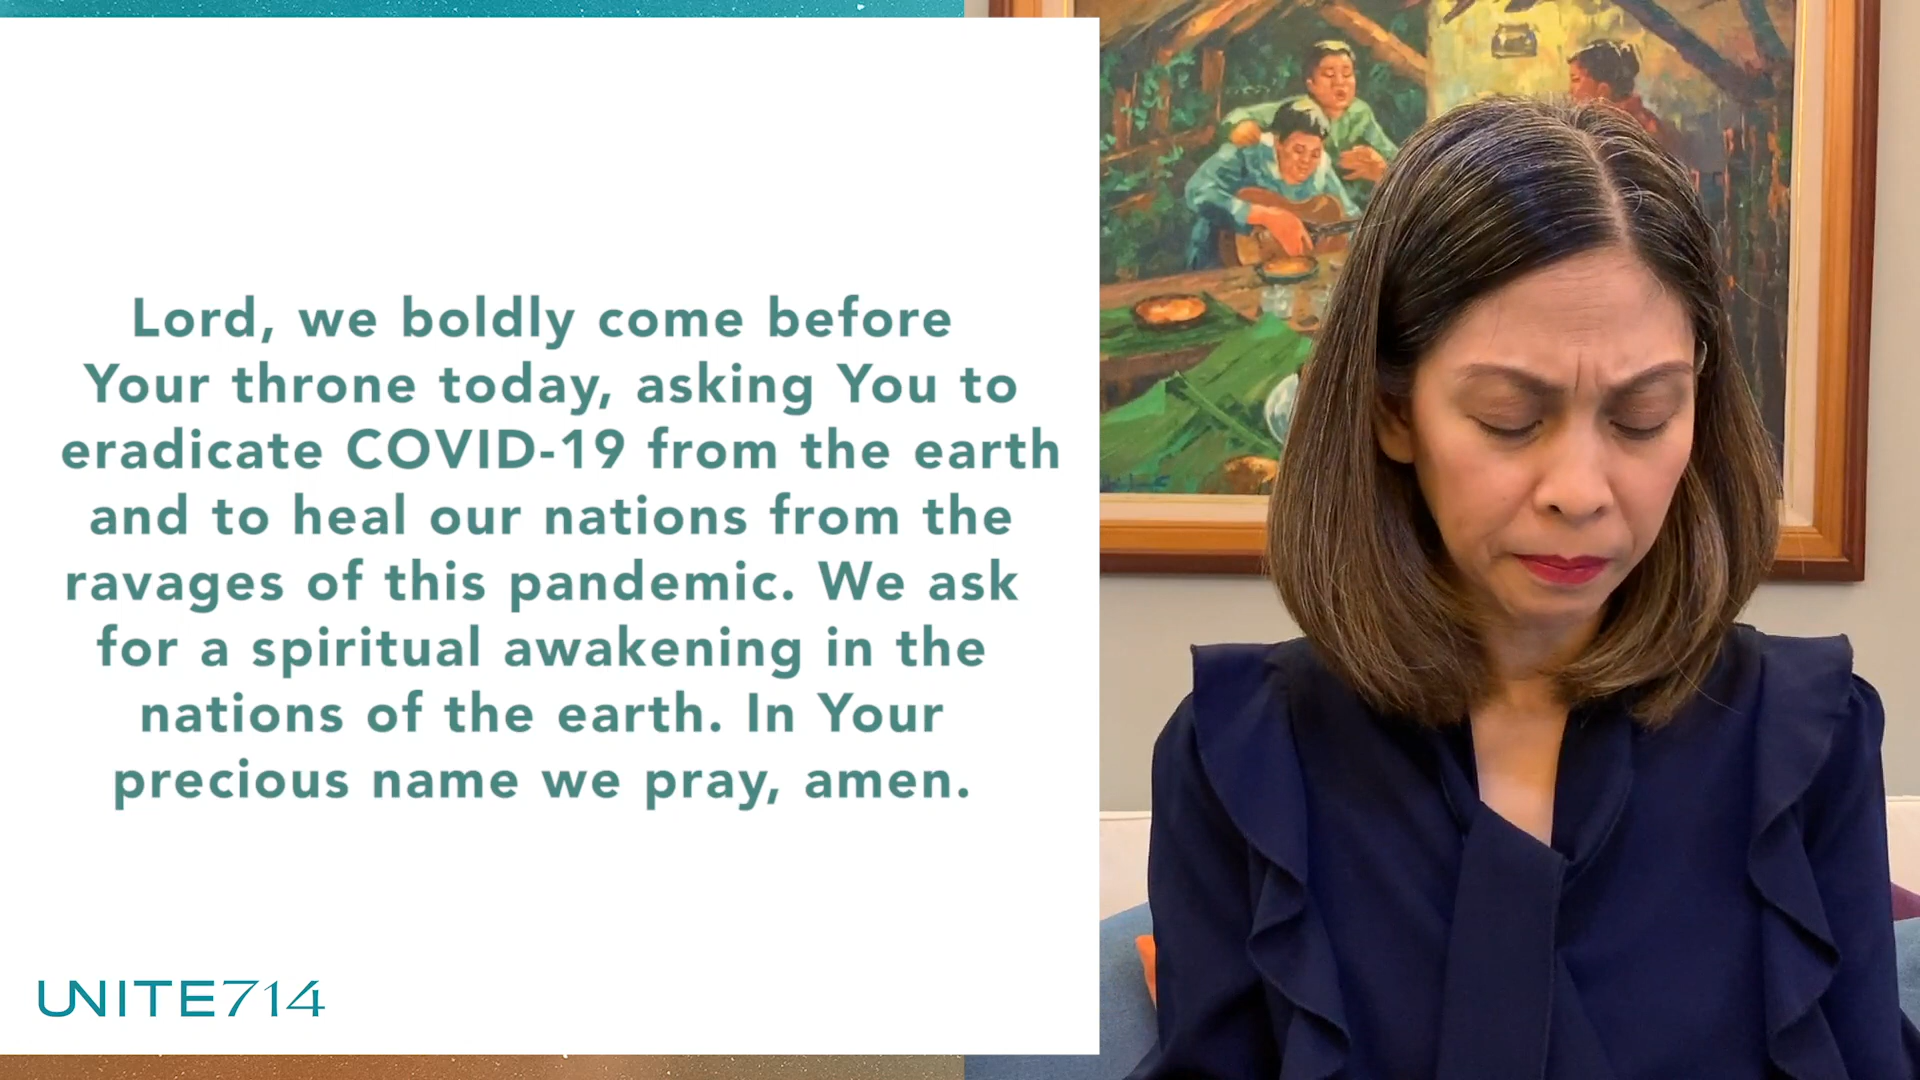 Lord, we boldly come before
Your throne today, asking You to
eradicate COVID-19 from the earth
and to heal our nations from the
ravages of this pandemic. We ask
for a spiritual awakening in the
nations of the earth. In Your
precious name we pray, amen.
UNITE714